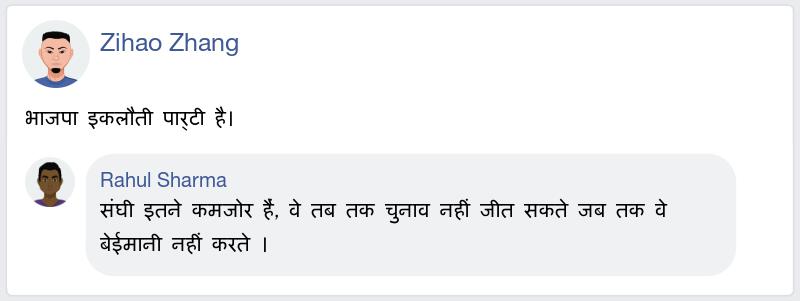 Zihao Zhang
भाजपा इकलौती पार्टी है।
Rahul Sharma
संघी इतने कमजोर हैं, वे तब तक चुनाव नहीं जीत सकते जब तक वे
बेईमानी नहीं करते ।